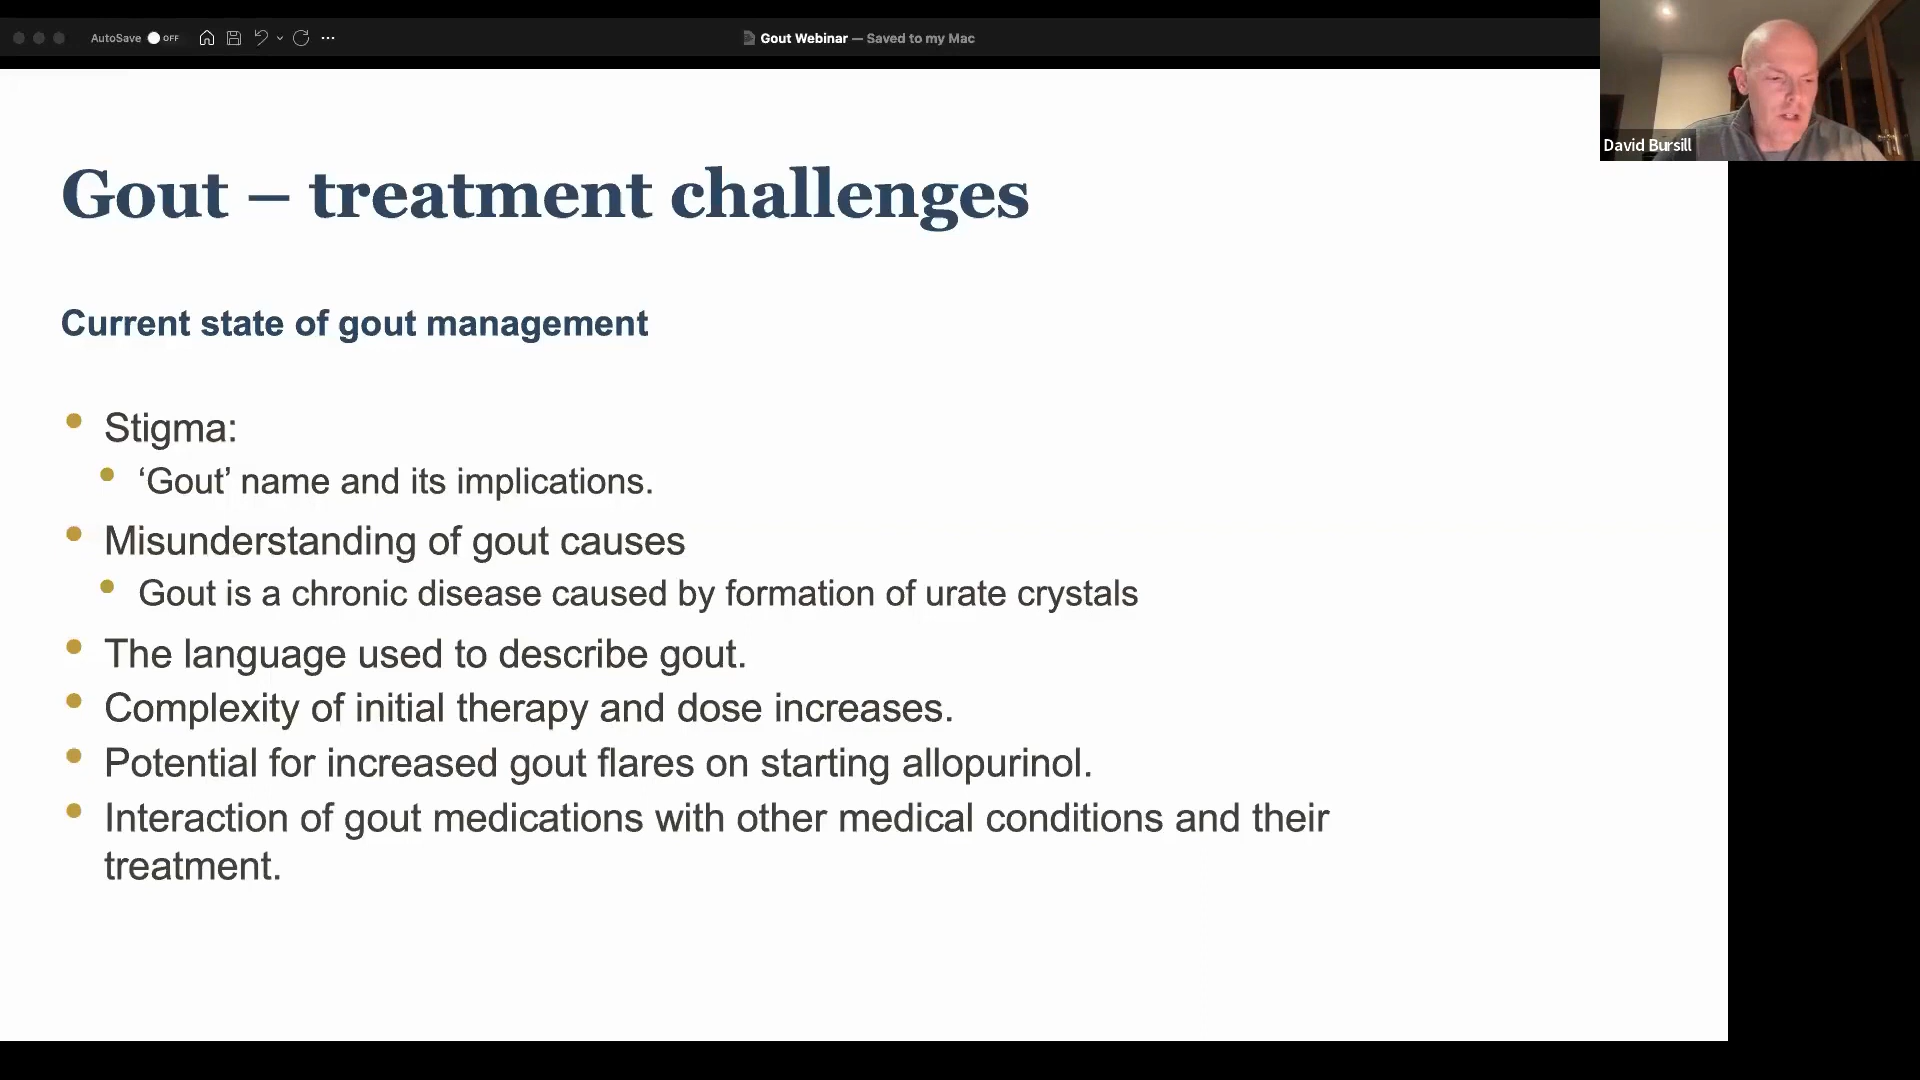 AutoSave OFF
Gout Webinar — Saved to my Mac
David Bursill
Gout – treatment challenges
Current state of gout management
Stigma:
‘Gout’ name and its implications.
Misunderstanding of gout causes
Gout is a chronic disease caused by formation of urate crystals
The language used to describe gout.
Complexity of initial therapy and dose increases.
Potential for increased gout flares on starting allopurinol.
Interaction of gout medications with other medical conditions and their
treatment.